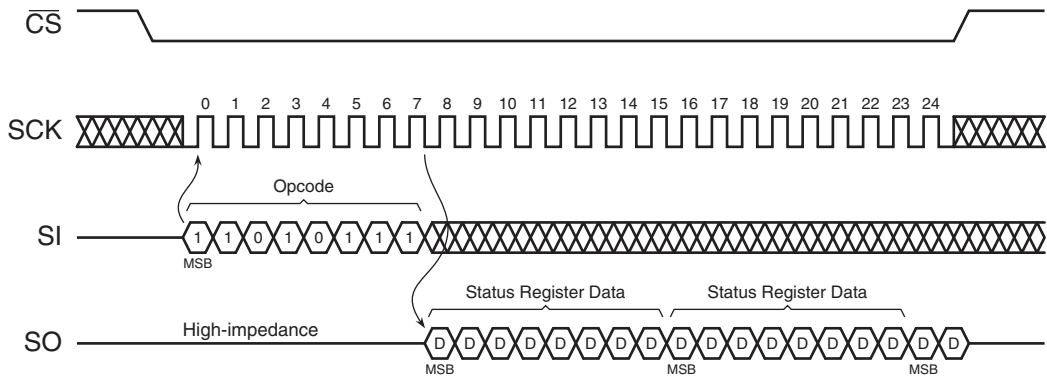 CS
0 1 2 3 4 5 6 7 8 9 10 11 12 13 14 15 16 17 18 19 20 21 22 23 24
SCK
Opcode
SI 1 1 0 1 0 1 1 1
MSB
Status Register Data Status Register Data
High-impedance
SO D D D D D D D D D D D D D D D D D D
MSB MSB MSB